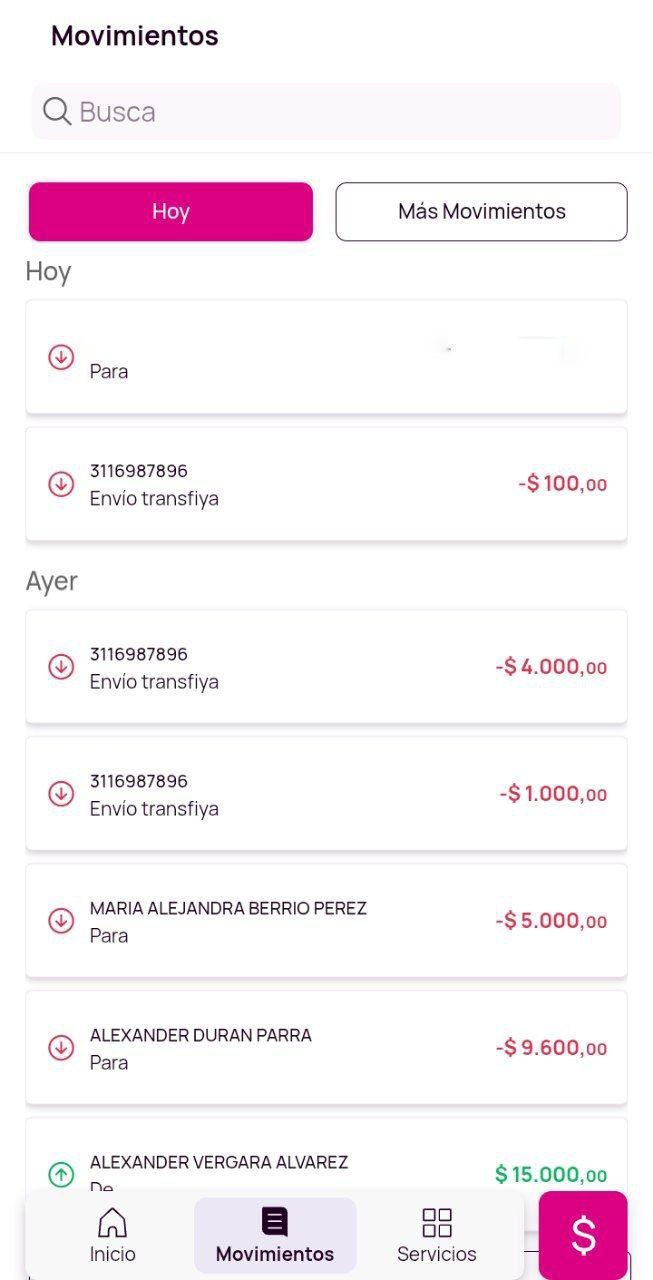 Movimientos
Busca
Hoy
Más Movimientos
Hoy
Para
3116987896
-$ 100,00
Envío transfiya
Ayer
3116987896
-$ 4.000,00
Envío transfiya
3116987896
-$ 1.000,00
Envío transfiya
MARIA ALEJANDRA BERRIO PEREZ
-$ 5.000,00
Para
ALEXANDER DURAN PARRA
-$ 9.600,00
Para
ALEXANDER VERGARA ALVAREZ
$ 15.000,00
De
Inicio
Movimientos
Servicios
$